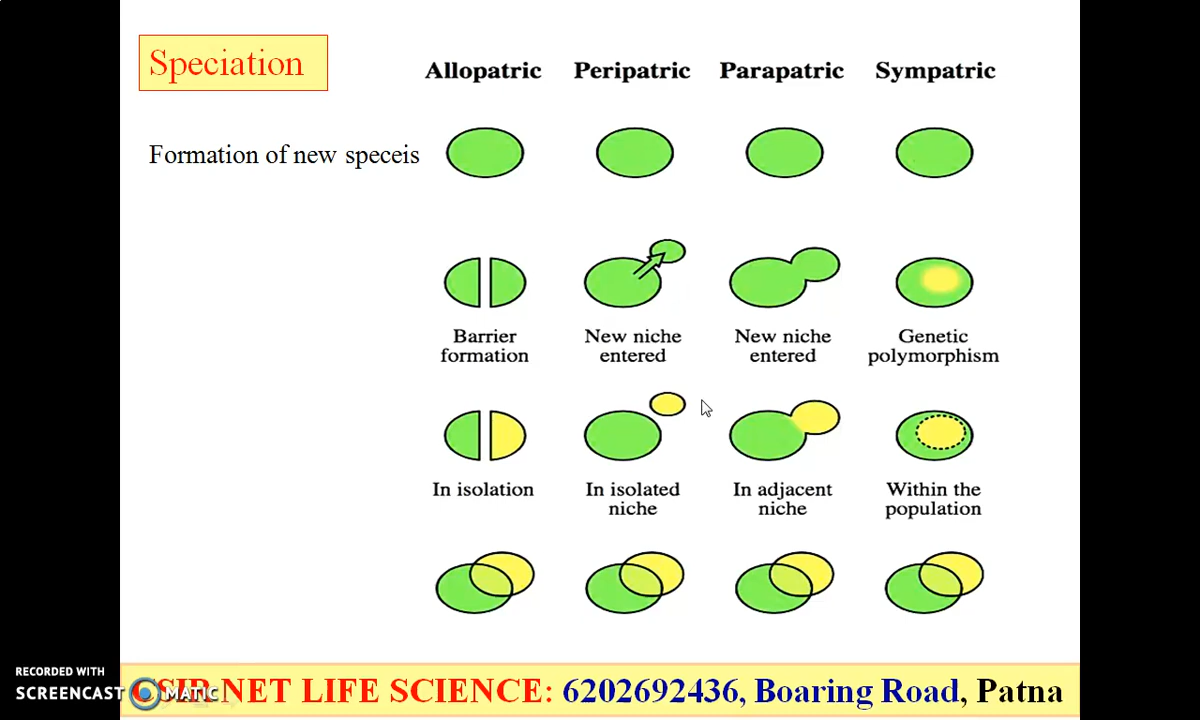 Speciation
Allopatric Peripatric Parapatric Sympatric
Formation of new speceis
Barrier formation
New niche entered
New niche entered
Genetic polymorphism
In isolation
In isolated niche
In adjacent niche
Within the population
RECORDED WITH
SCREENCAST MATIC
CSIR NET LIFE SCIENCE: 6202692436, Boaring Road, Patna